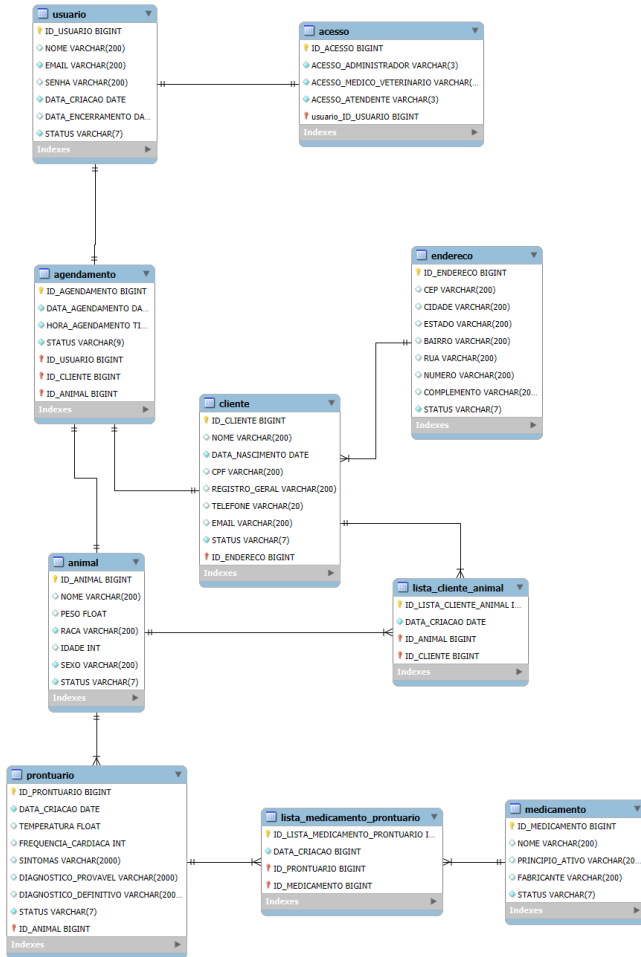 usuario
ID_USUARIO BIGINT
NOME VARCHAR(200)
EMAIL VARCHAR(200)
SENHA VARCHAR(200)
DATA_CRIACAO DATE
DATA_ENCERRAMENTO DA...
STATUS VARCHAR(7)
Indexes
acesso
ID_ACESSO BIGINT
ACESSO_ADMINISTRADOR VARCHAR(3)
ACESSO_MEDICO_VETERINARIO VARCHAR(...
ACESSO_ATENDENTE VARCHAR(3)
usuario_ID_USUARIO BIGINT
Indexes
agendamento
ID_AGENDAMENTO BIGINT
DATA_AGENDAMENTO DA...
HORA_AGENDAMENTO TI...
STATUS VARCHAR(9)
ID_USUARIO BIGINT
ID_CLIENTE BIGINT
ID_ANIMAL BIGINT
Indexes
endereco
ID_ENDERECO BIGINT
CEP VARCHAR(200)
CIDADE VARCHAR(200)
ESTADO VARCHAR(200)
BAIRRO VARCHAR(200)
RUA VARCHAR(200)
NUMERO VARCHAR(200)
COMPLEMENTO VARCHAR(20...
STATUS VARCHAR(7)
Indexes
cliente
ID_CLIENTE BIGINT
NOME VARCHAR(200)
DATA_NASCIMENTO DATE
CPF VARCHAR(200)
REGISTRO_GERAL VARCHAR(200)
TELEFONE VARCHAR(20)
EMAIL VARCHAR(200)
STATUS VARCHAR(7)
ID_ENDERECO BIGINT
Indexes
animal
ID_ANIMAL BIGINT
NOME VARCHAR(200)
PESO FLOAT
RACA VARCHAR(200)
IDADE INT
SEXO VARCHAR(200)
STATUS VARCHAR(7)
Indexes
lista_cliente_animal
ID_LISTA_CLIENTE_ANIMAL I...
DATA_CRIACAO DATE
ID_ANIMAL BIGINT
ID_CLIENTE BIGINT
Indexes
prontuario
ID_PRONTUARIO BIGINT
DATA_CRIACAO DATE
TEMPERATURA FLOAT
FREQUENCIA_CARDIACA INT
SINTOMAS VARCHAR(2000)
DIAGNOSTICO_PROVAVEL VARCHAR(2000)
DIAGNOSTICO_DEFINITIVO VARCHAR(200...
STATUS VARCHAR(7)
ID_ANIMAL BIGINT
Indexes
lista_medicamento_prontuario
ID_LISTA_MEDICAMENTO_PRONTUARIO I...
DATA_CRIACAO BIGINT
ID_PRONTUARIO BIGINT
ID_MEDICAMENTO BIGINT
Indexes
medicamento
ID_MEDICAMENTO BIGINT
NOME VARCHAR(200)
PRINCIPIO_ATIVO VARCHAR(20...
FABRICANTE VARCHAR(200)
STATUS VARCHAR(7)
Indexes